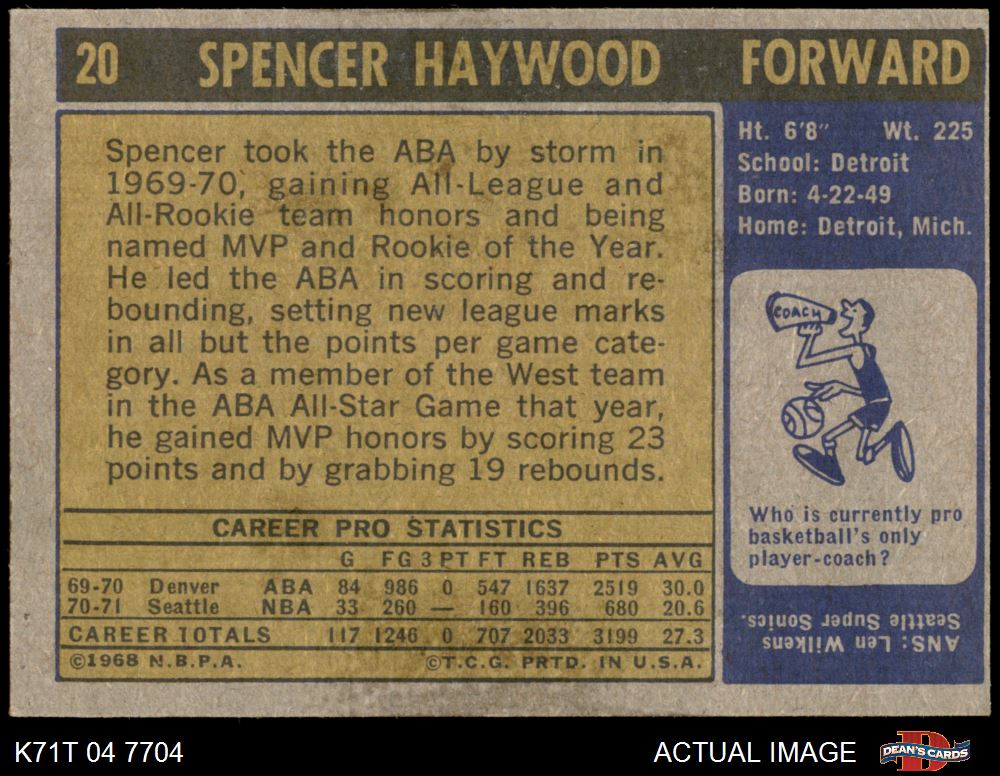 20 SPENCER HAYWOOD FORWARD
Ht. 6'8" Wt. 225
School: Detroit
Born: 4-22-49
Home: Detroit, Mich.
Spencer took the ABA by storm in
1969-70, gaining All-League and
All-Rookie team honors and being
named MVP and Rookie of the Year.
He led the ABA in scoring and re-
bounding, setting new league marks
in all but the points per game cate-
gory. As a member of the West team
in the ABA All-Star Game that year,
he gained MVP honors by scoring 23
points and by grabbing 19 rebounds.
COACH
Who is currently pro
basketball's only
player-coach?
ANS: Len Wilkens
Seattle Super Sonics.
CAREER PRO STATISTICS
G FG 3 PT FT REB PTS AVG
69-70 Denver ABA 84 986 0 547 1637 2519 30.0
70-71 Seattle NBA 33 260 — 160 396 680 20.6
CAREER TOTALS 117 1246 0 707 2033 3199 27.3
©1968 N.B.P.A. ©T.C.G. PRTD. IN U.S.A.
K71T 04 7704 ACTUAL IMAGE DEAN'S CARDS